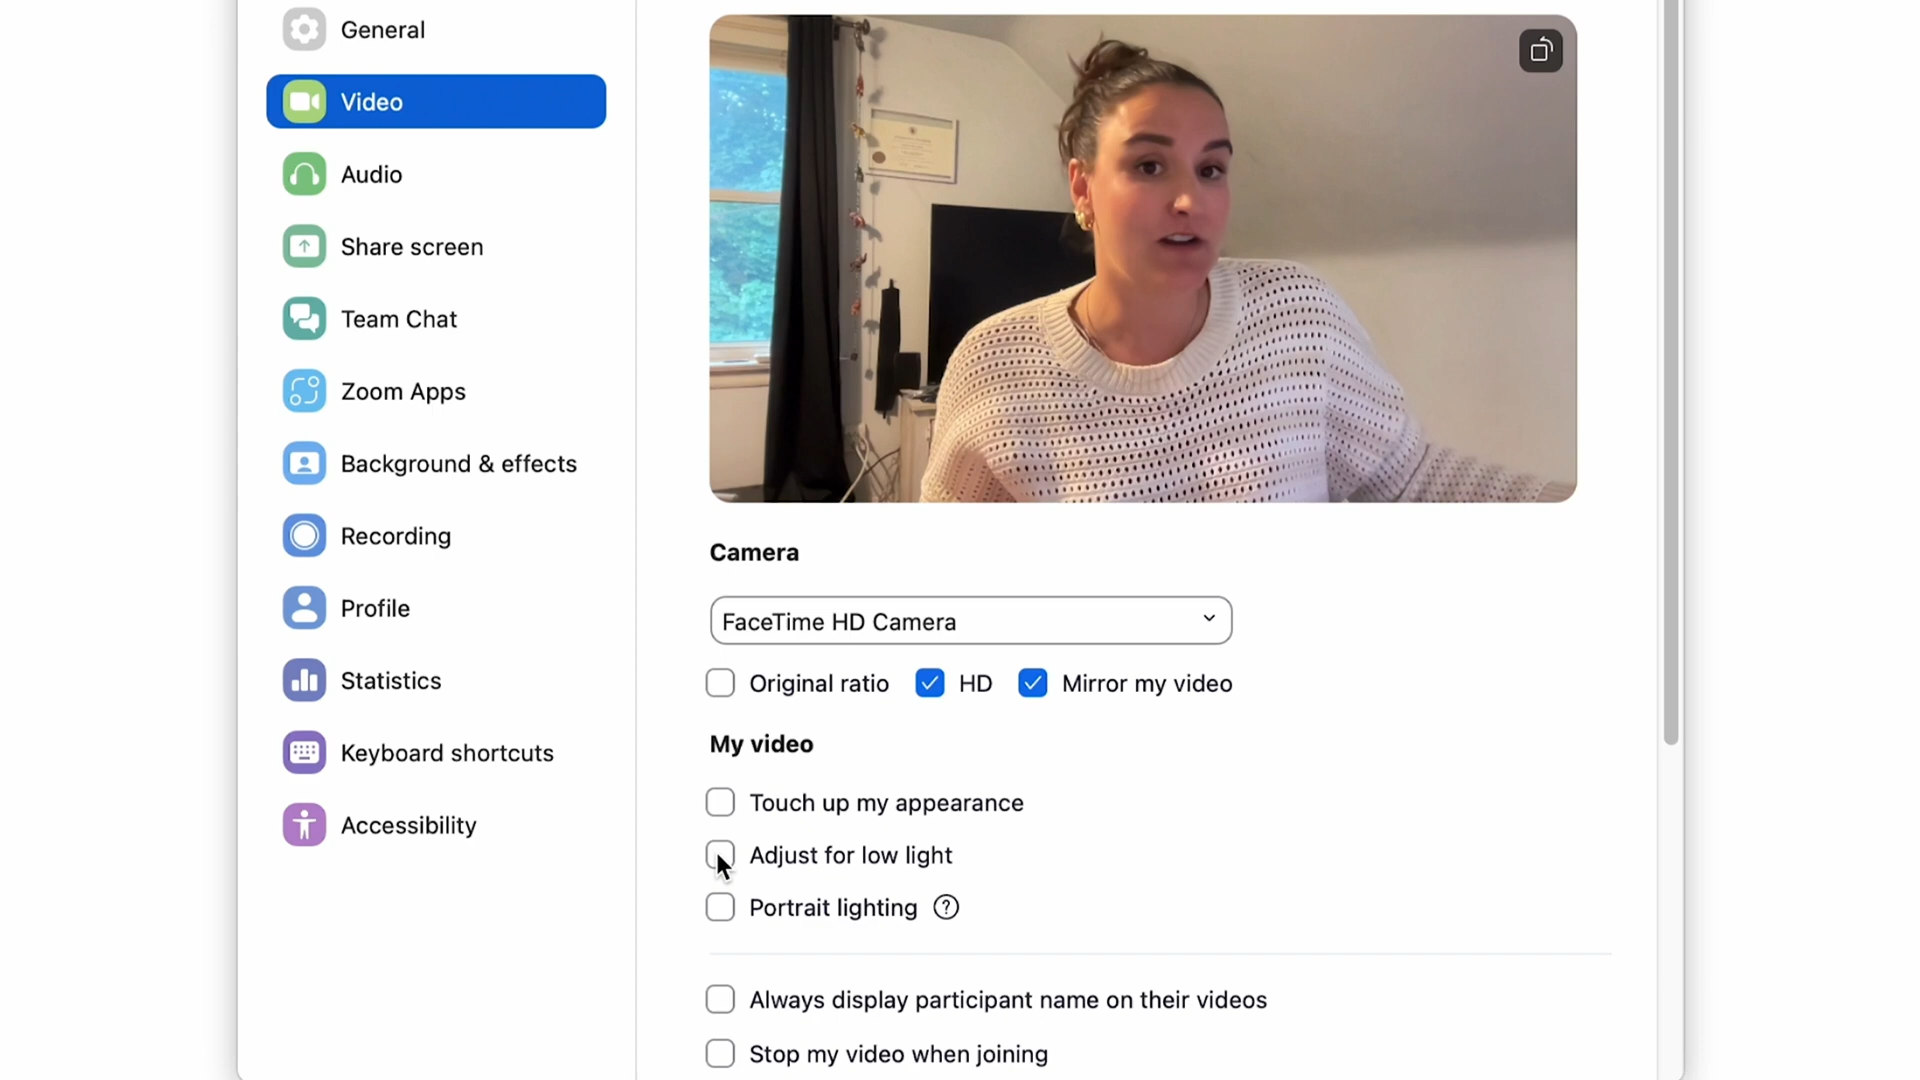 General
Video
Audio
Share screen
Team Chat
Zoom Apps
Background & effects
Recording
Profile
Statistics
Keyboard shortcuts
Accessibility
Camera
FaceTime HD Camera
Original ratio HD Mirror my video
My video
Touch up my appearance
Adjust for low light
Portrait lighting ?
Always display participant name on their videos
Stop my video when joining